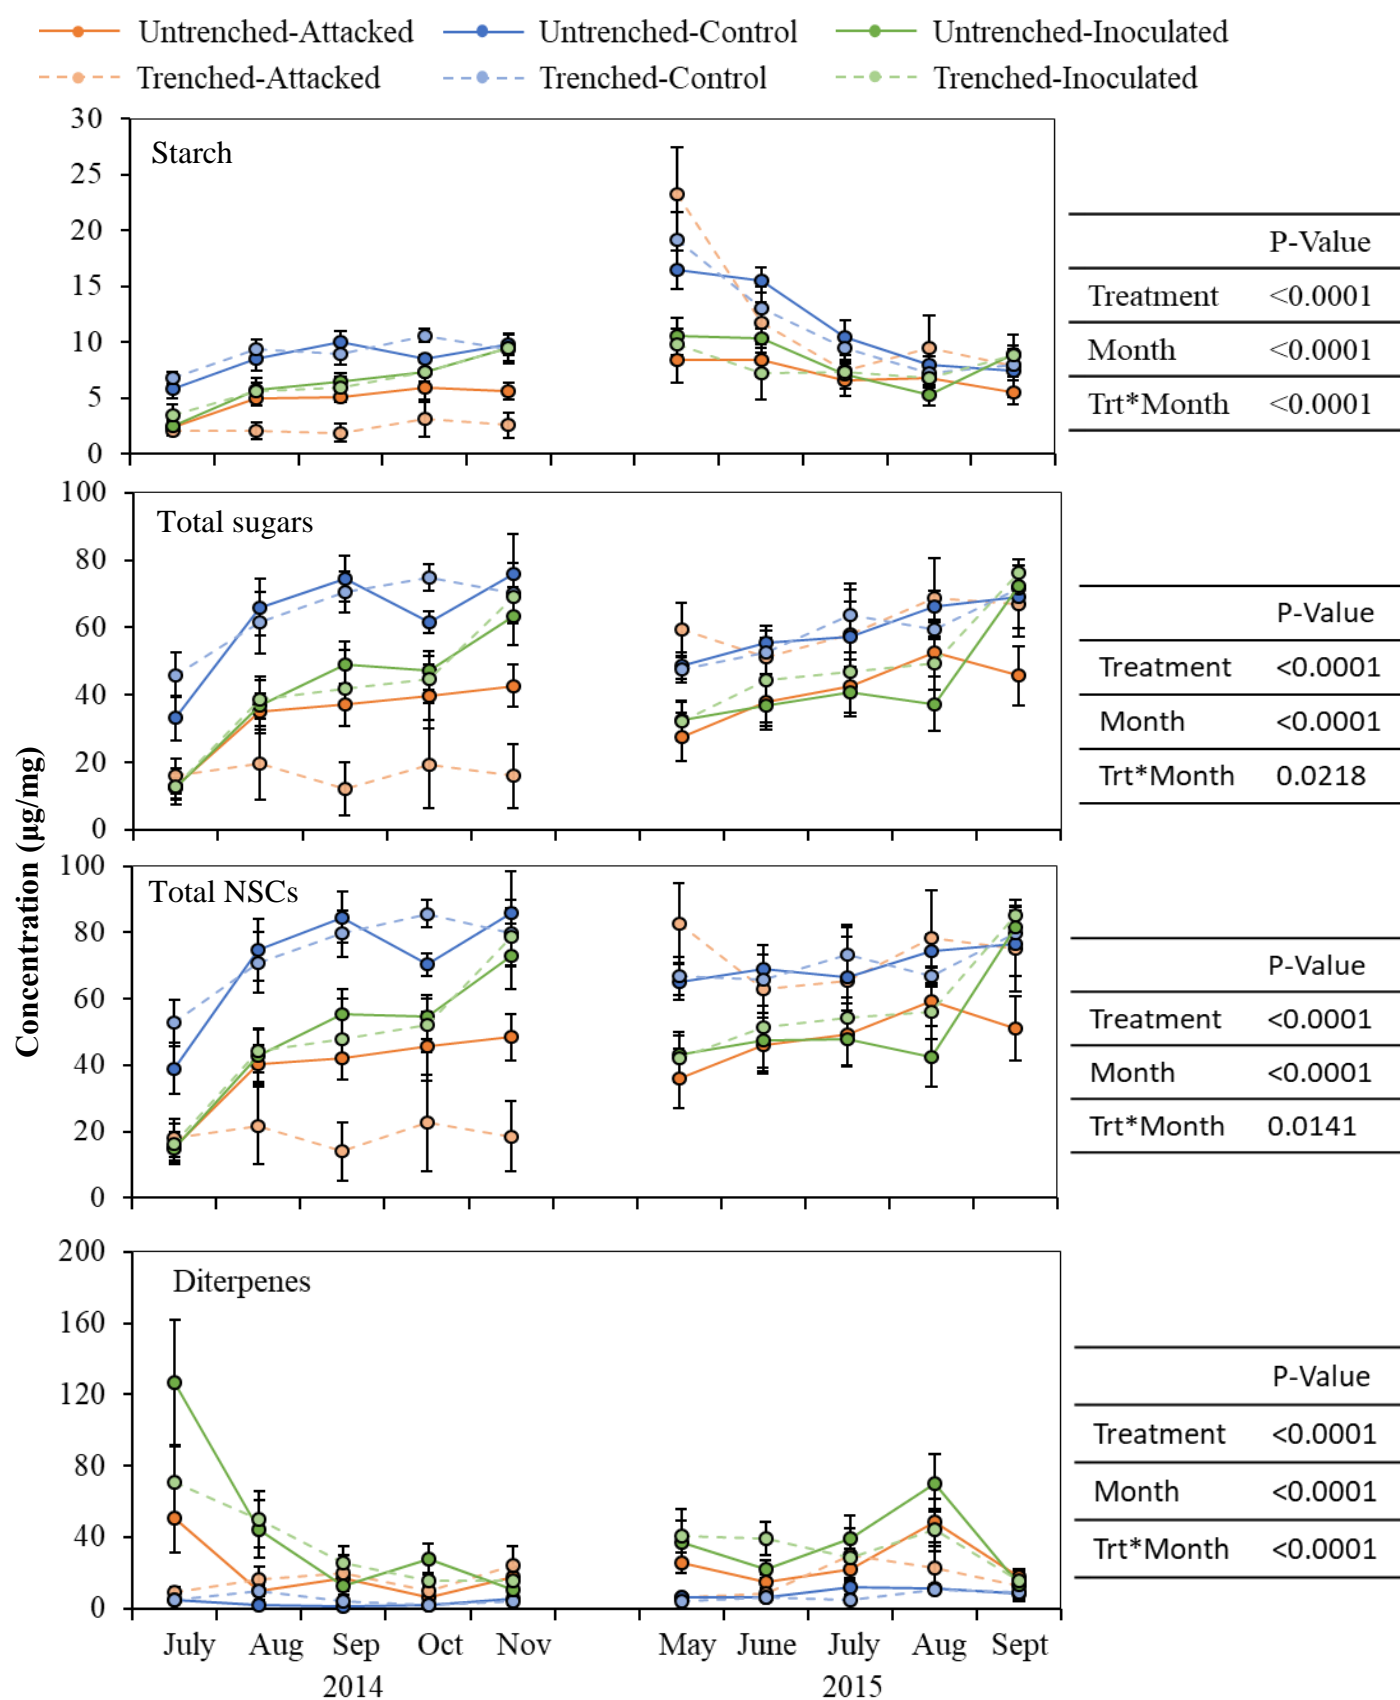 Untrenched-Attacked Untrenched-Control Untrenched-Inoculated
Trenched-Attacked Trenched-Control Trenched-Inoculated
Concentration (µg/mg)
Starch
30
25
20
15
10
5
0
P-Value
Treatment <0.0001
Month <0.0001
Trt*Month <0.0001
Total sugars
100
80
60
40
20
0
P-Value
Treatment <0.0001
Month <0.0001
Trt*Month 0.0218
Total NSCs
100
80
60
40
20
0
P-Value
Treatment <0.0001
Month <0.0001
Trt*Month 0.0141
Diterpenes
200
160
120
80
40
0
P-Value
Treatment <0.0001
Month <0.0001
Trt*Month <0.0001
July Aug Sep Oct Nov May June July Aug Sept
2014 2015